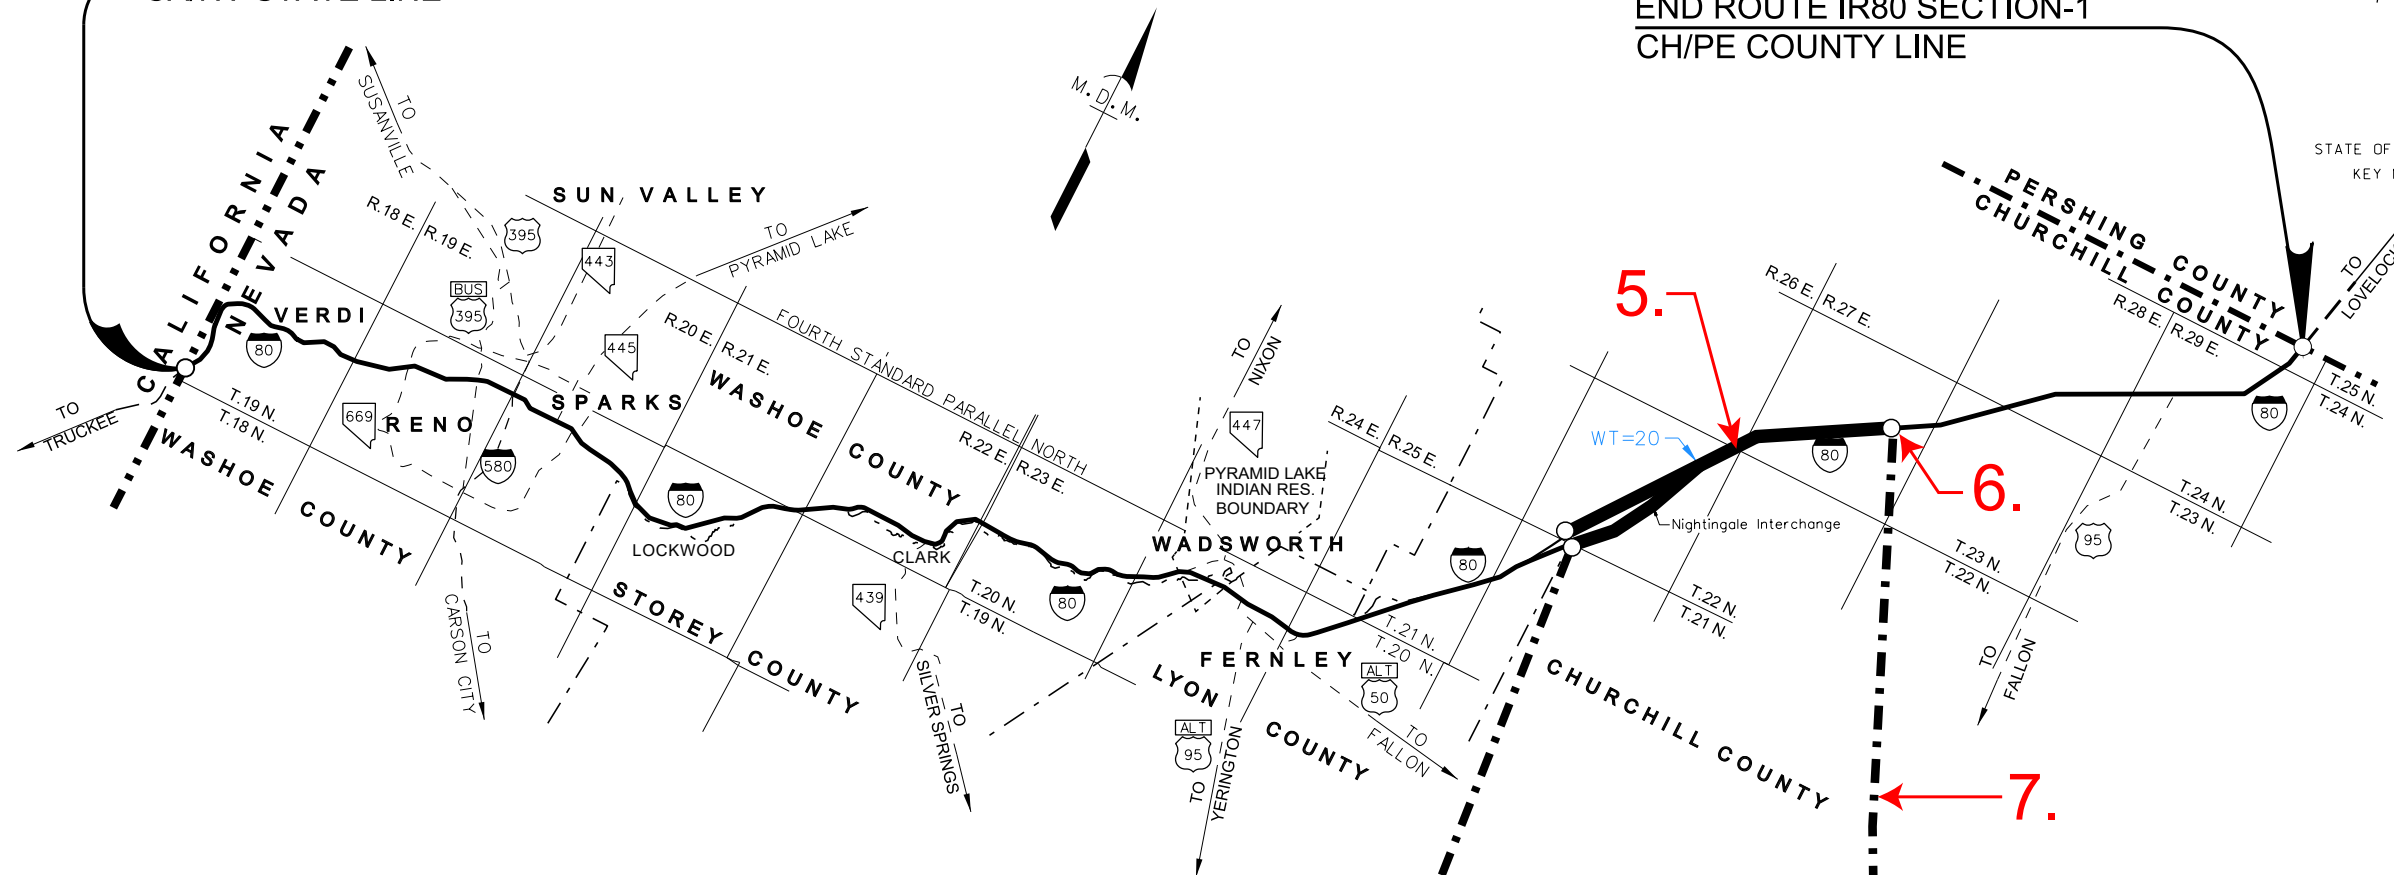 END ROUTE IR80 SECTION-1
CH/PE COUNTY LINE
M. D. M.
STATE OF
CALIFORNIA
NEVADA
TO
SUSANVILLE
R.18 E.
R.19 E.
SUN VALLEY
395
443
TO
PYRAMID LAKE
BUS
395
VERDI
80
445
R.20 E.
R.21 E.
FOURTH STANDARD PARALLEL NORTH
WASHOE COUNTY
TO
TRUCKEE
T.19 N.
T.18 N.
669
RENO
SPARKS
580
WASHOE COUNTY
80
LOCKWOOD
CLARK
R.22 E.
R.23 E.
439
STOREY COUNTY
TO
CARSON CITY
TO
SILVER SPRINGS
T.20 N.
T.19 N.
80
TO
NIXON
447
PYRAMID LAKE
INDIAN RES.
BOUNDARY
WADSWORTH
R.24 E.
R.25 E.
80
FERNLEY
LYON COUNTY
ALT
50
ALT
95
TO
YERINGTON
TO
FALLON
T.21 N.
T.20 N.
5.
WT=20
Nightingale Interchange
R.26 E.
R.27 E.
80
6.
T.22 N.
T.21 N.
CHURCHILL COUNTY
7.
PERSHING COUNTY
CHURCHILL COUNTY
R.28 E.
R.29 E.
TO
T.25 N.
T.24 N.
80
T.24 N.
T.23 N.
T.23 N.
T.22 N.
95
TO
FALLON